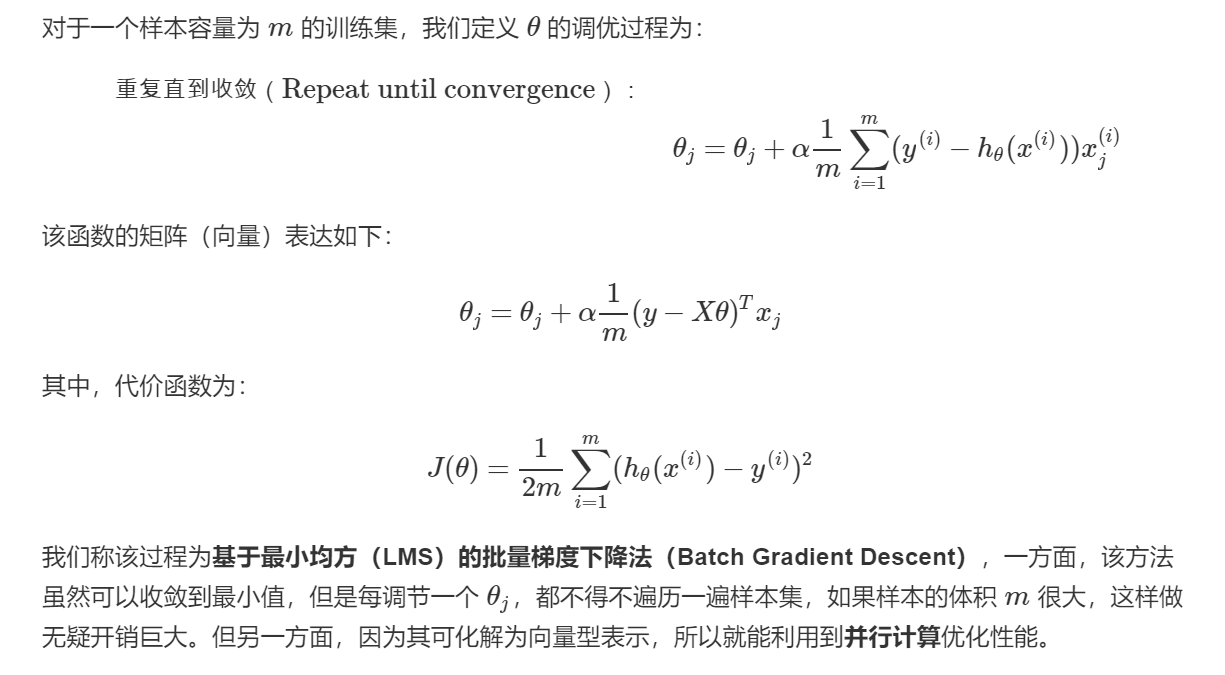 对于一个样本容量为 m 的训练集，我们定义 θ 的调优过程为：
重复直到收敛（Repeat until convergence）：
θ_j = θ_j + α \frac{1}{m} \sum_{i=1}^{m} (y^{(i)} − h_θ(x^{(i)}))x_j^{(i)}
该函数的矩阵（向量）表达如下：
θ_j = θ_j + α \frac{1}{m} (y − Xθ)^T x_j
其中，代价函数为：
J(θ) = \frac{1}{2m} \sum_{i=1}^{m} (h_θ(x^{(i)}) − y^{(i)})^2
我们称该过程为基于最小均方（LMS）的批量梯度下降法（Batch Gradient Descent），一方面，该方法
虽然可以收敛到最小值，但是每调节一个 θ_j，都不得不遍历一遍样本集，如果样本的体积 m 很大，这样做
无疑开销巨大。但另一方面，因为其可化解为向量型表示，所以就能利用到并行计算优化性能。